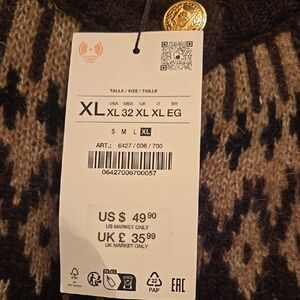 TALLA / SIZE / TAILLE
USA MEX UK IT BR
XL XL 32 XL XL EG
S M L XL
ART.: 6427 / 006 / 700
06427006700057
US $ 49 90
US MARKET ONLY
UK £ 35 99
UK MARKET ONLY
FSC
PAP
EAC